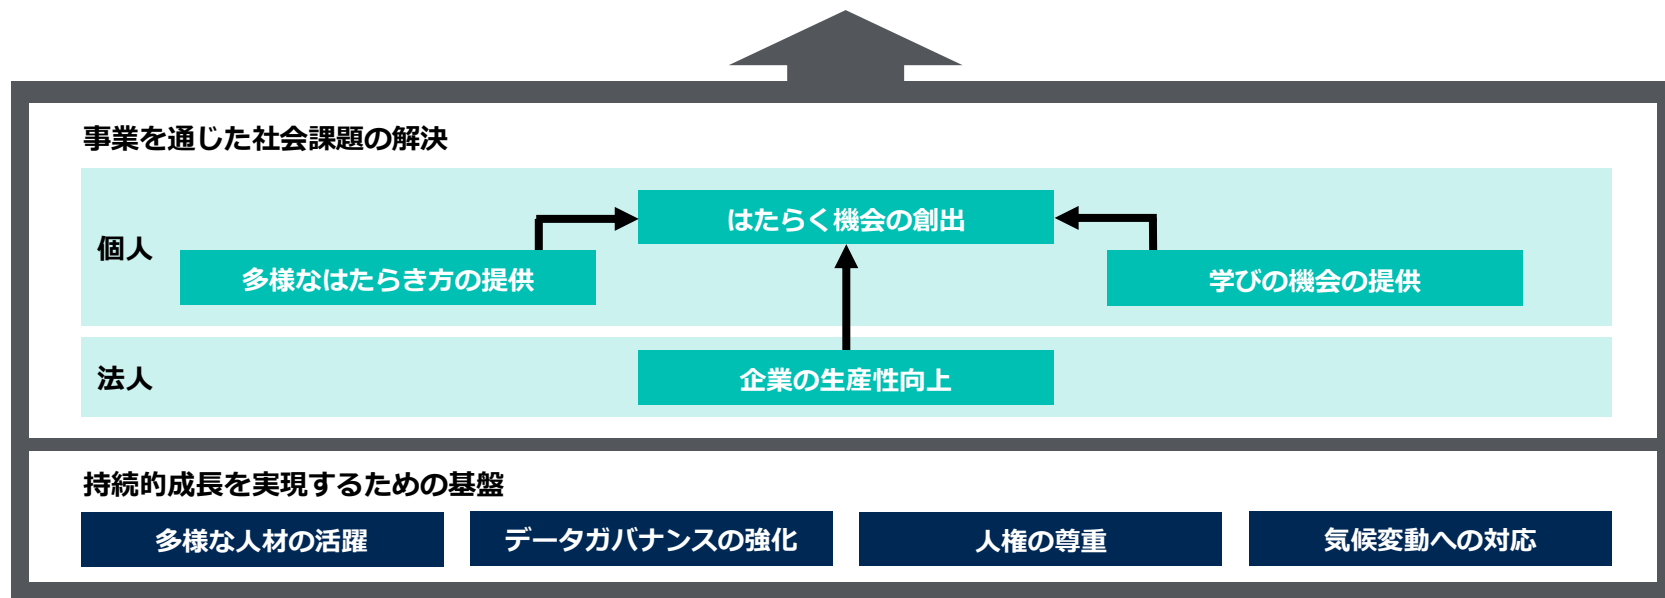 事業を通じた社会課題の解決
はたらく機会の創出
個人
多様なはたらき方の提供
学びの機会の提供
法人
企業の生産性向上
持続的成長を実現するための基盤
多様な人材の活躍
データガバナンスの強化
人権の尊重
気候変動への対応